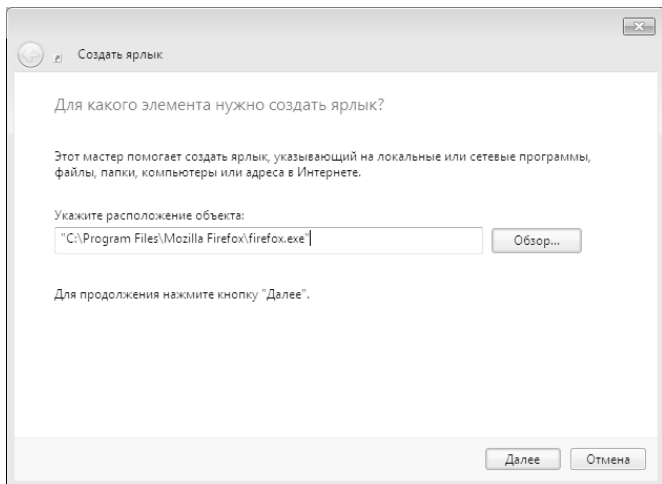 Создать ярлык
Для какого элемента нужно создать ярлык?
Этот мастер помогает создать ярлык, указывающий на локальные или сетевые программы,
файлы, папки, компьютеры или адреса в Интернете.
Укажите расположение объекта:
"C:\Program Files\Mozilla Firefox\firefox.exe"
Обзор...
Для продолжения нажмите кнопку "Далее".
Далее
Отмена